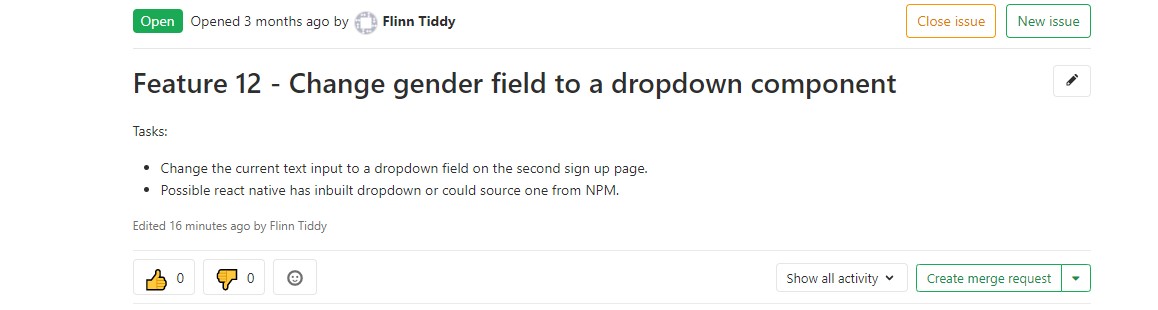 Open Opened 3 months ago by Flinn Tiddy Close issue New issue
Feature 12 - Change gender field to a dropdown component
Tasks:
• Change the current text input to a dropdown field on the second sign up page.
• Possible react native has inbuilt dropdown or could source one from NPM.
Edited 16 minutes ago by Flinn Tiddy
0 0 Show all activity Create merge request